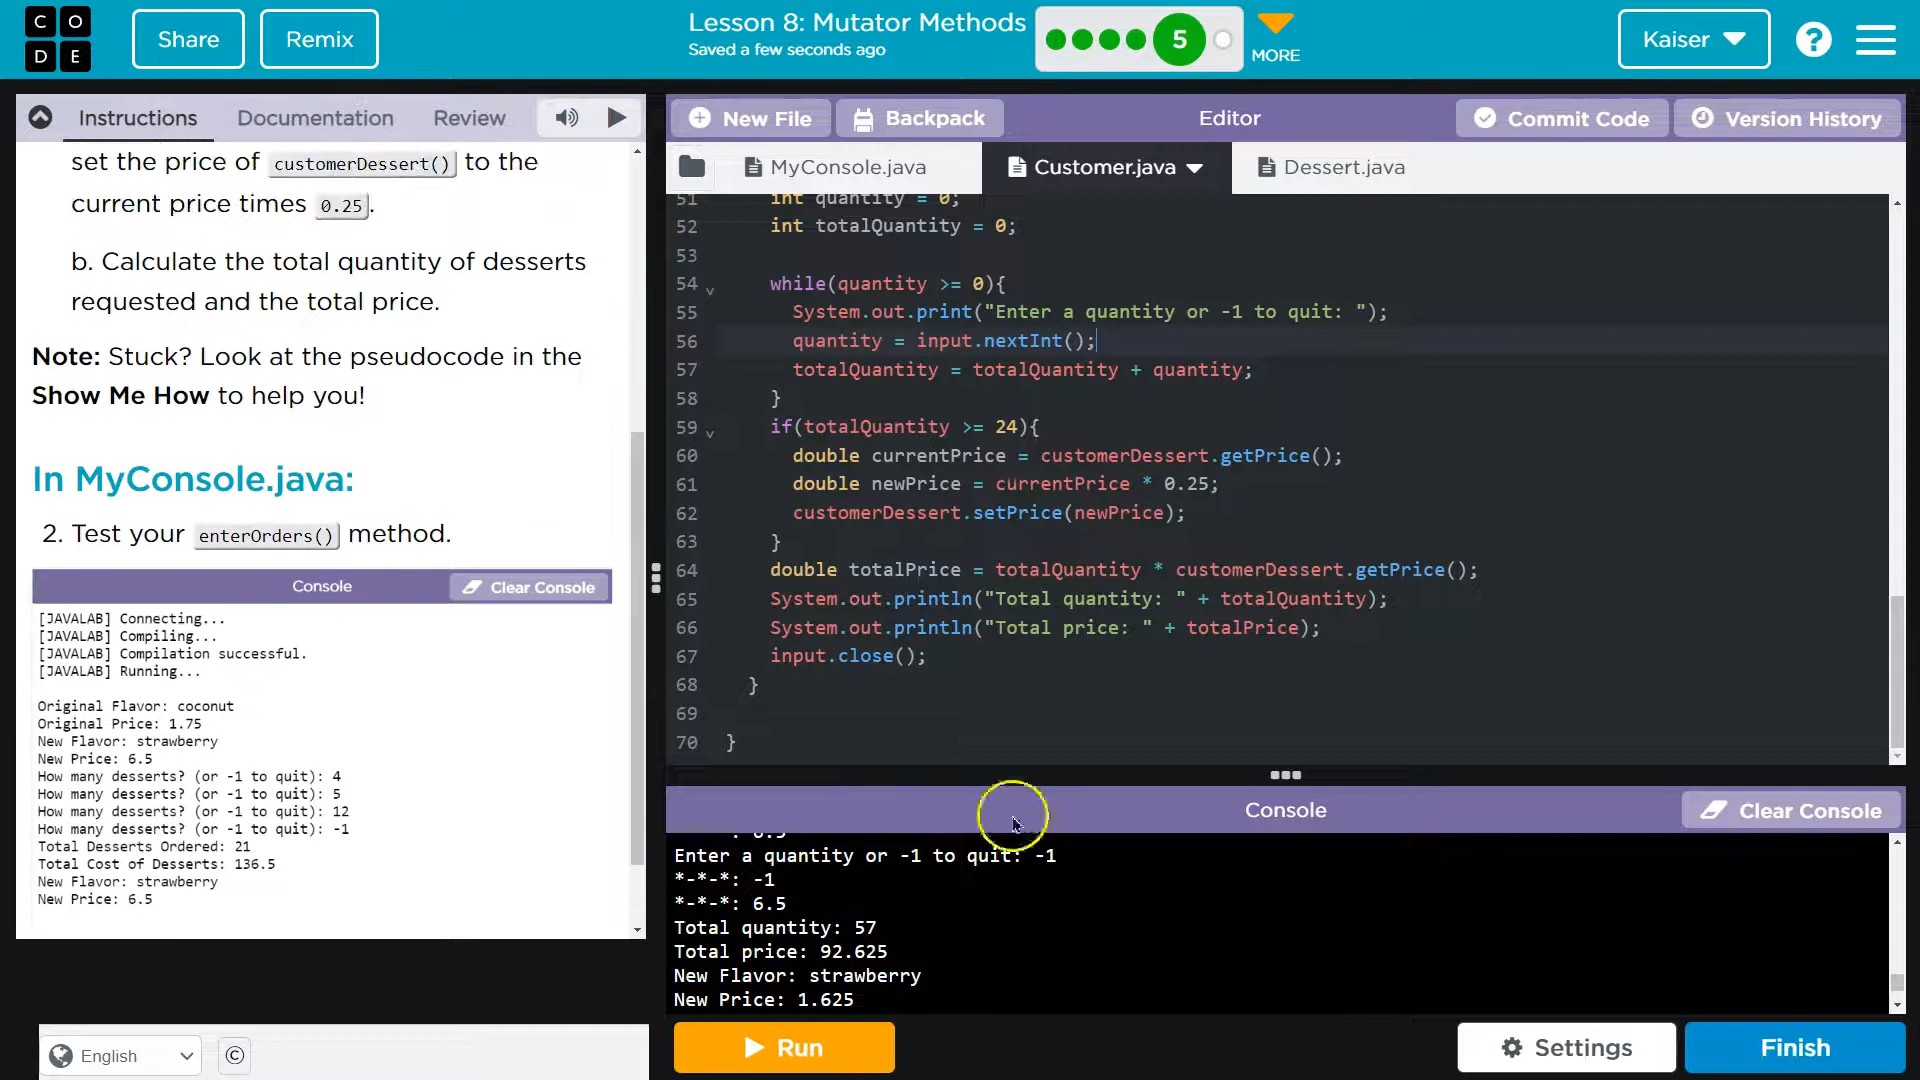 CODE
Share
Remix
Lesson 8: Mutator Methods
Saved a few seconds ago
5
MORE
Kaiser
?
Instructions
Documentation
Review
set the price of customerDessert() to the
current price times 0.25.
b. Calculate the total quantity of desserts
requested and the total price.
Note: Stuck? Look at the pseudocode in the
Show Me How to help you!
In MyConsole.java:
2. Test your enterOrders() method.
Console
Clear Console
[JAVALAB] Connecting...
[JAVALAB] Compiling...
[JAVALAB] Compilation successful.
[JAVALAB] Running...
Original Flavor: coconut
Original Price: 1.75
New Flavor: strawberry
New Price: 6.5
How many desserts? (or -1 to quit): 4
How many desserts? (or -1 to quit): 5
How many desserts? (or -1 to quit): 12
How many desserts? (or -1 to quit): -1
Total Desserts Ordered: 21
Total Cost of Desserts: 136.5
New Flavor: strawberry
New Price: 6.5
English
©
New File
Backpack
Editor
Commit Code
Version History
MyConsole.java
Customer.java
Dessert.java
51 int quantity = 0;
52 int totalQuantity = 0;
53
54 while(quantity >= 0){
55 System.out.print("Enter a quantity or -1 to quit: ");
56 quantity = input.nextInt();
57 totalQuantity = totalQuantity + quantity;
58 }
59 if(totalQuantity >= 24){
60 double currentPrice = customerDessert.getPrice();
61 double newPrice = currentPrice * 0.25;
62 customerDessert.setPrice(newPrice);
63 }
64 double totalPrice = totalQuantity * customerDessert.getPrice();
65 System.out.println("Total quantity: " + totalQuantity);
66 System.out.println("Total price: " + totalPrice);
67 input.close();
68 }
69
70 }
Console
Clear Console
: 6.5
Enter a quantity or -1 to quit: -1
*-*-*: -1
*-*-*: 6.5
Total quantity: 57
Total price: 92.625
New Flavor: strawberry
New Price: 1.625
Run
Settings
Finish